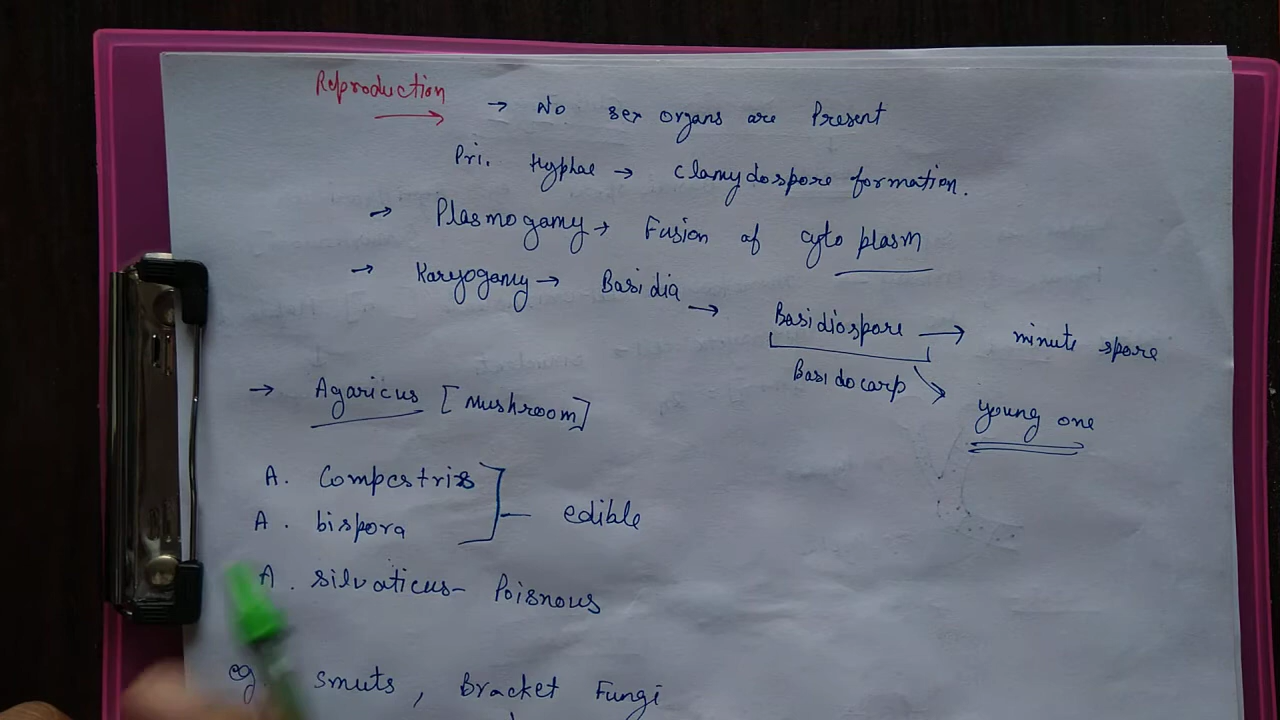 Reproduction → No sex organs are Present
Pri. Hyphae → Clamydospore formation.
→ Plasmogamy → Fusion of cytoplasm
→ Karyogamy → Basidia → Basidiospore → minute spore
Basidocarp
young one
→ Agaricus [Mushroom]
A. Compestris
A. bispora
edible
A. silvaticus- Poisnous
eg smuts, Bracket Fungi